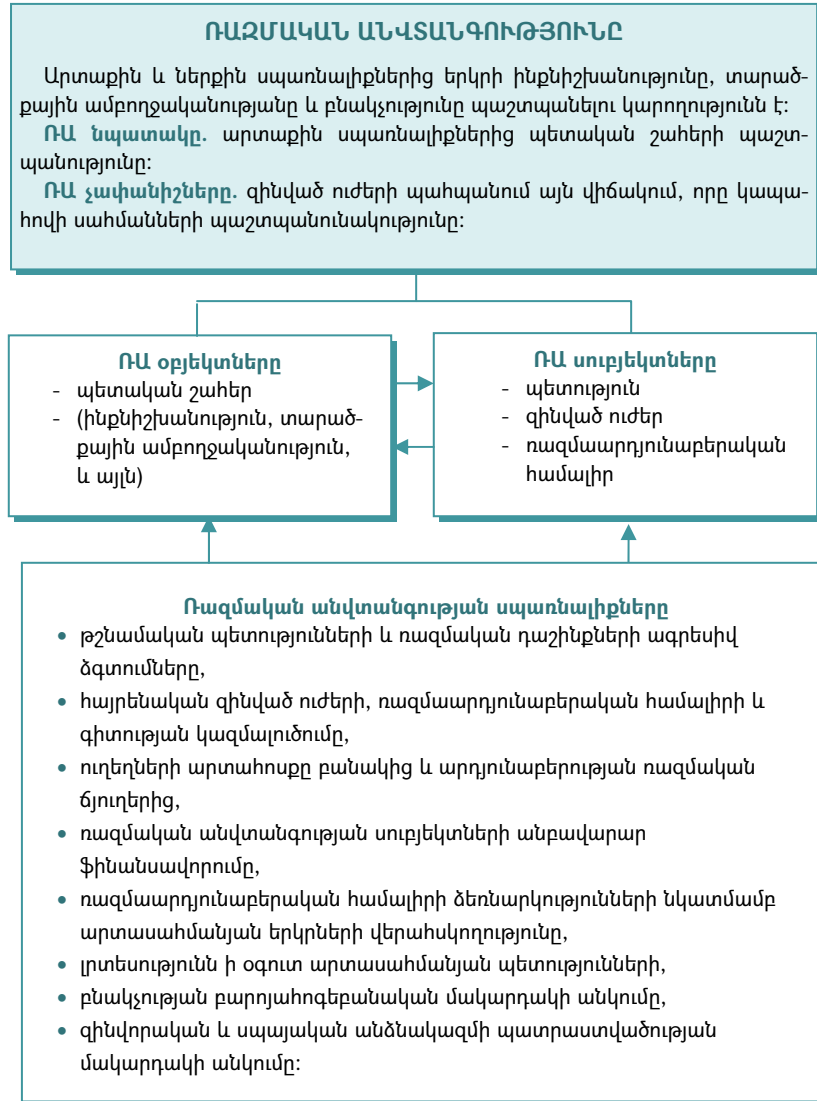 ՌԱԶՄԱԿԱՆ ԱՆՎՏԱՆԳՈՒԹՅՈՒՆԸ
Արտաքին և ներքին սպառնալիքներից երկրի ինքնիշխանությունը, տարած-
քային ամբողջականությանը և բնակչությունը պաշտպանելու կարողությունն է:
ՌԱ նպատակը. արտաքին սպառնալիքներից պետական շահերի պաշտ-
պանությունը:
ՌԱ չափանիշները. զինված ուժերի պահպանում այն վիճակում, որը կապա-
հովի սահմանների պաշտպանունակությունը:
ՌԱ օբյեկտները
- պետական շահեր
- (ինքնիշխանություն, տարած-
քային ամբողջականություն,
և այլն)
ՌԱ սուբյեկտները
- պետություն
- զինված ուժեր
- ռազմաարդյունաբերական
համալիր
Ռազմական անվտանգության սպառնալիքները
• թշնամական պետությունների և ռազմական դաշինքների ագրեսիվ
ձգտումները,
• հայրենական զինված ուժերի, ռազմաարդյունաբերական համալիրի և
գիտության կազմալուծումը,
• ուղեղների արտահոսքը բանակից և արդյունաբերության ռազմական
ճյուղերից,
• ռազմական անվտանգության սուբյեկտների անբավարար
ֆինանսավորումը,
• ռազմաարդյունաբերական համալիրի ձեռնարկությունների նկատմամբ
արտասահմանյան երկրների վերահսկողությունը,
• լրտեսությունն ի օգուտ արտասահմանյան պետությունների,
• բնակչության բարոյահոգեբանական մակարդակի անկումը,
• զինվորական և սպայական անձնակազմի պատրաստվածության
մակարդակի անկումը: